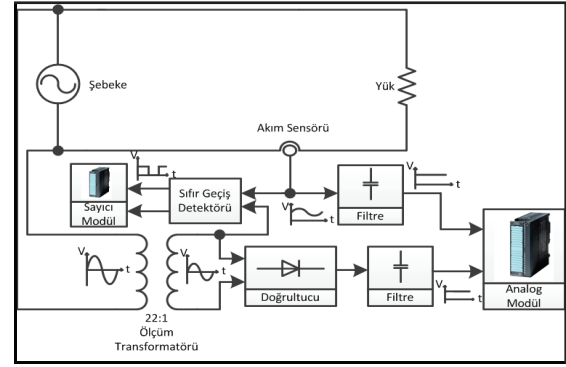 Şebeke
Yük
Akım Sensörü
V
t
Sayıcı
Modül
Sıfır Geçiş
Detektörü
V
t
Filtre
V
t
V
t
V
t
Doğrultucu
Filtre
V
t
Analog
Modül
22:1
Ölçüm
Transformatörü